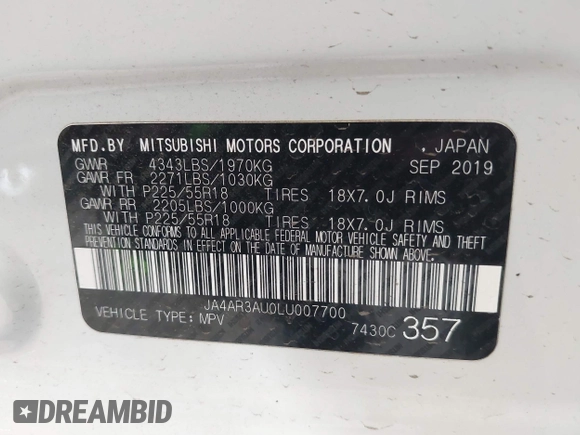 MFD.BY MITSUBISHI MOTORS CORPORATION , JAPAN
GVWR 4343LBS/1970KG SEP 2019
GAWR FR 2271LBS/1030KG
WITH P225/55R18 TIRES 18X7.0J RIMS
GAWR RR 2205LBS/1000KG
WITH P225/55R18 TIRES 18X7.0J RIMS
THIS VEHICLE CONFORMS TO ALL APPLICABLE FEDERAL MOTOR VEHICLE SAFETY AND THEFT
PREVENTION STANDARDS IN EFFECT ON THE DATE OF MANUFACTURE SHOWN ABOVE.
JA4AR3AU0LU007700
VEHICLE TYPE: MPV 7430C 357
DREAMBID